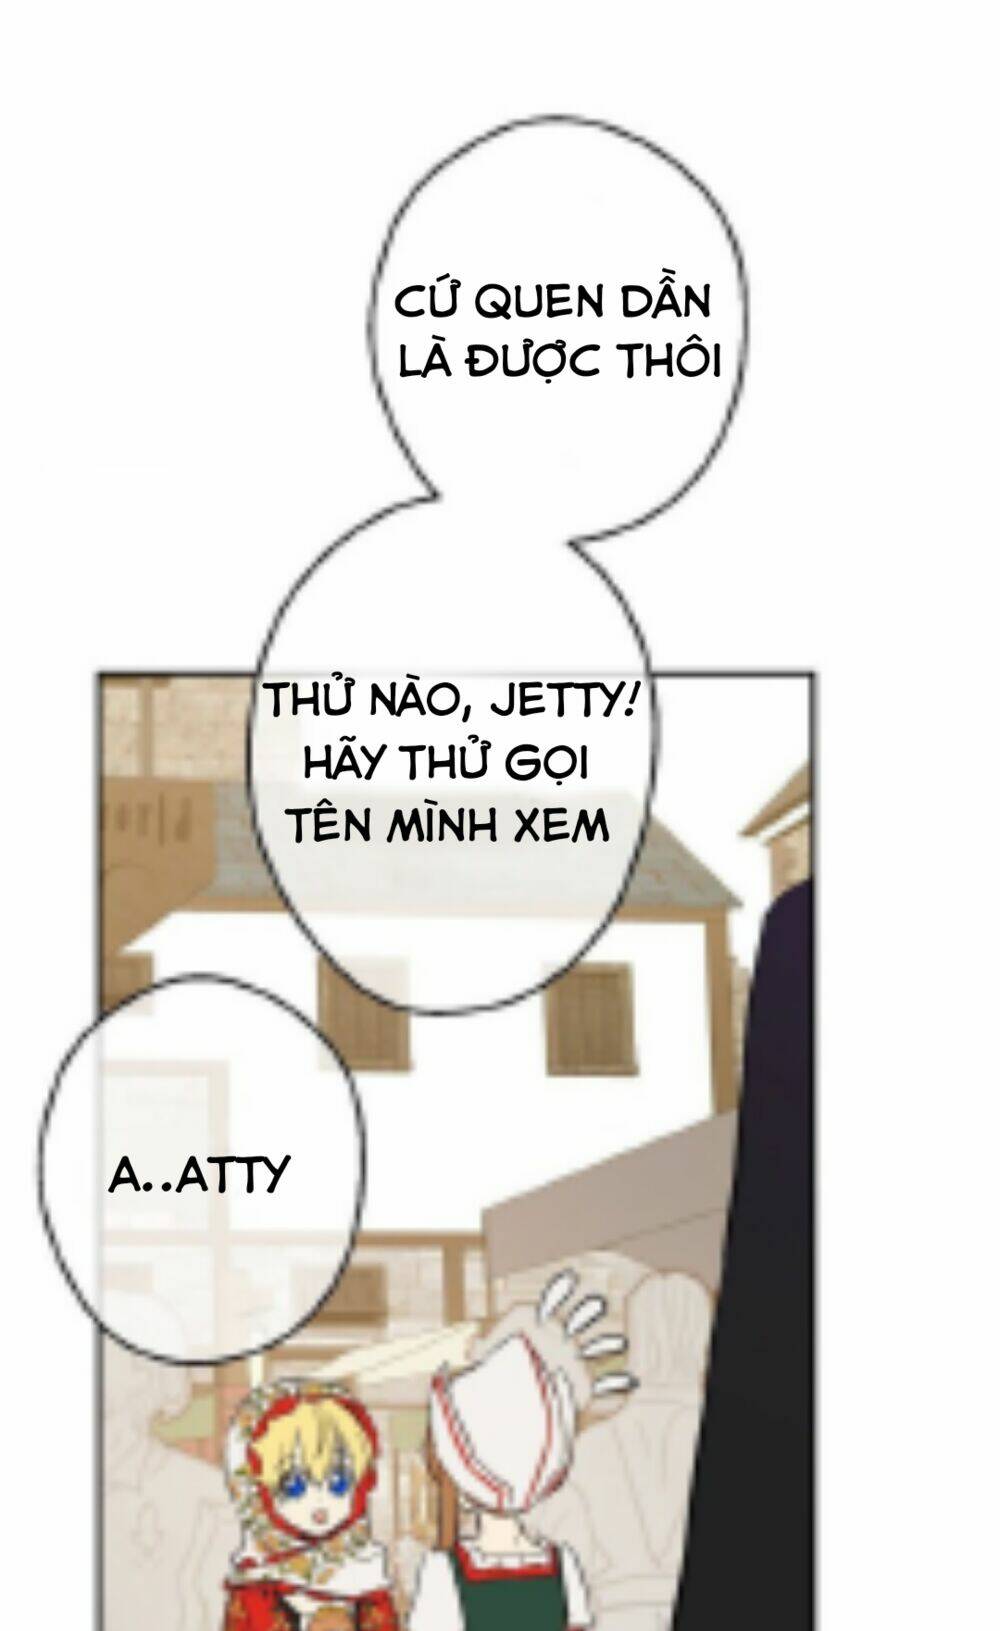 CỨ QUEN DẦN
LÀ ĐƯỢC THÔI
THỬ NÀO, JETTY!
HÃY THỬ GỌI
TÊN MÌNH XEM
A..ATTY